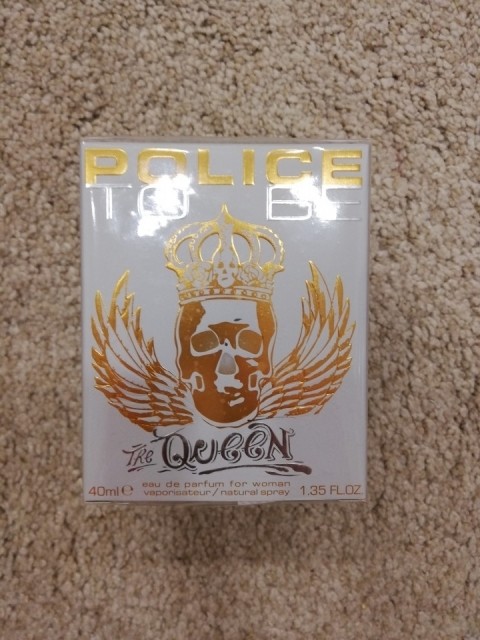 POLICE
TO BE
The QUEEN
eau de parfum for woman
40ml e vaporisateur/natural spray 1,35 FL.OZ.